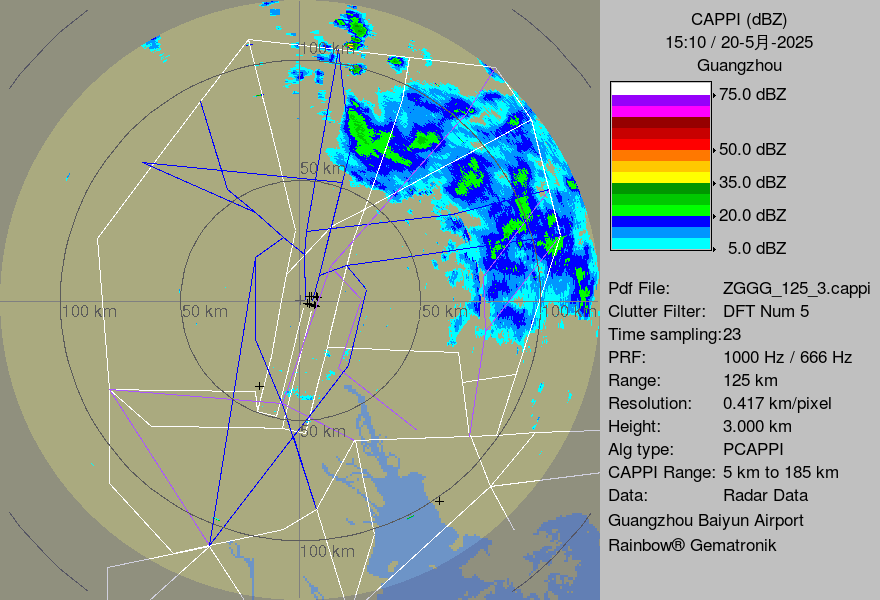 CAPPI (dBZ)
15:10 / 20-5月-2025
Guangzhou
75.0 dBZ
50.0 dBZ
35.0 dBZ
20.0 dBZ
5.0 dBZ
Pdf File: ZGGG_125_3.cappi
Clutter Filter: DFT Num 5
Time sampling:23
PRF: 1000 Hz / 666 Hz
Range: 125 km
Resolution: 0.417 km/pixel
Height: 3.000 km
Alg type: PCAPPI
CAPPI Range: 5 km to 185 km
Data: Radar Data
Guangzhou Baiyun Airport
Rainbow® Gematronik
100 km
50 km
100 km
50 km
50 km
100 km
50 km
100 km